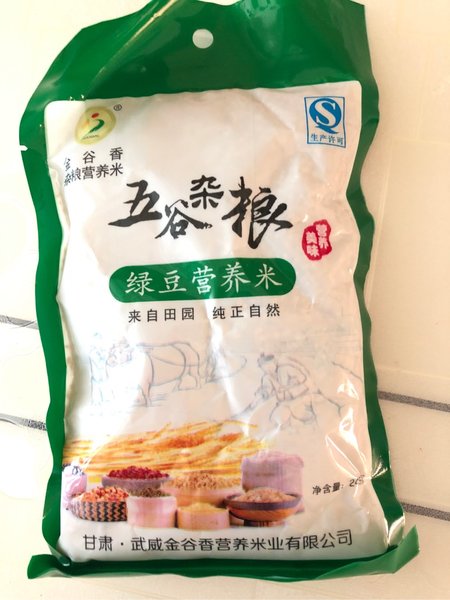 ®
谷香
杂粮营养米
生产许可
五谷杂粮
营养
美味
绿豆营养米
来自田园 纯正自然
净含量:
甘肃·武威金谷香营养米业有限公司